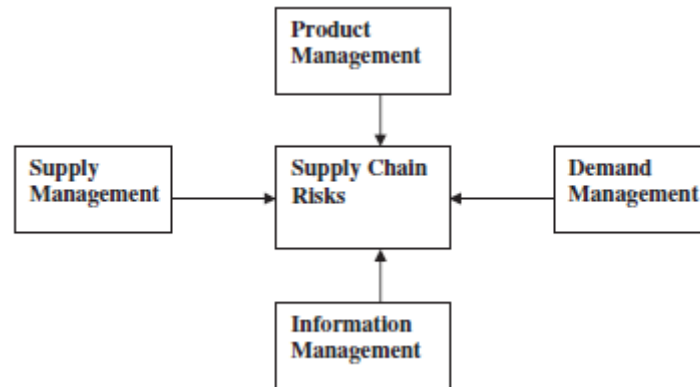 Product
Management
Supply
Management
Supply Chain
Risks
Demand
Management
Information
Management